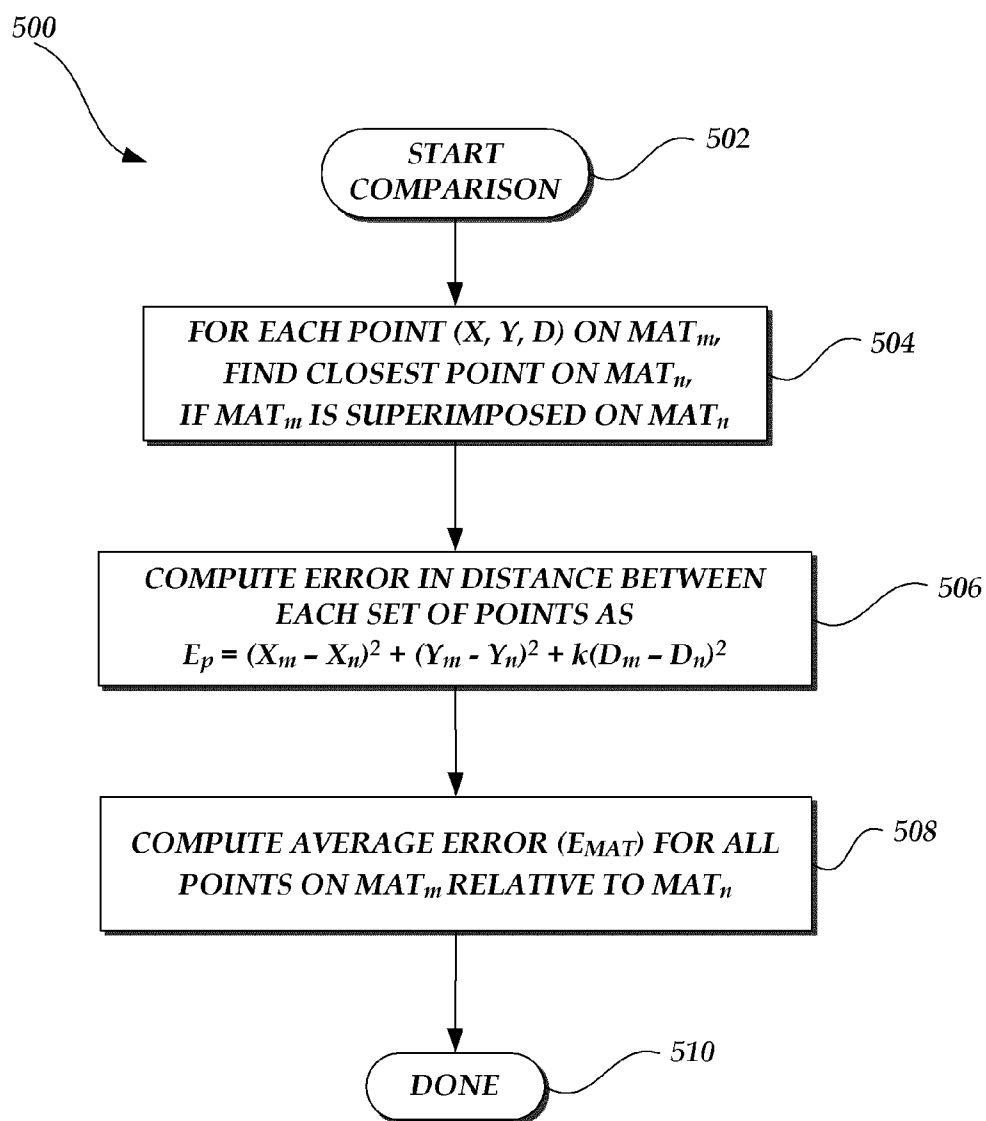 500
START
COMPARISON
502
FOR EACH POINT (X, Y, D) ON MATₘ,
FIND CLOSEST POINT ON MATₙ,
IF MATₘ IS SUPERIMPOSED ON MATₙ
504
COMPUTE ERROR IN DISTANCE BETWEEN
EACH SET OF POINTS AS
Eₚ = (Xₘ – Xₙ)² + (Yₘ - Yₙ)² + k(Dₘ – Dₙ)²
506
COMPUTE AVERAGE ERROR (E_MAT) FOR ALL
POINTS ON MATₘ RELATIVE TO MATₙ
508
DONE
510